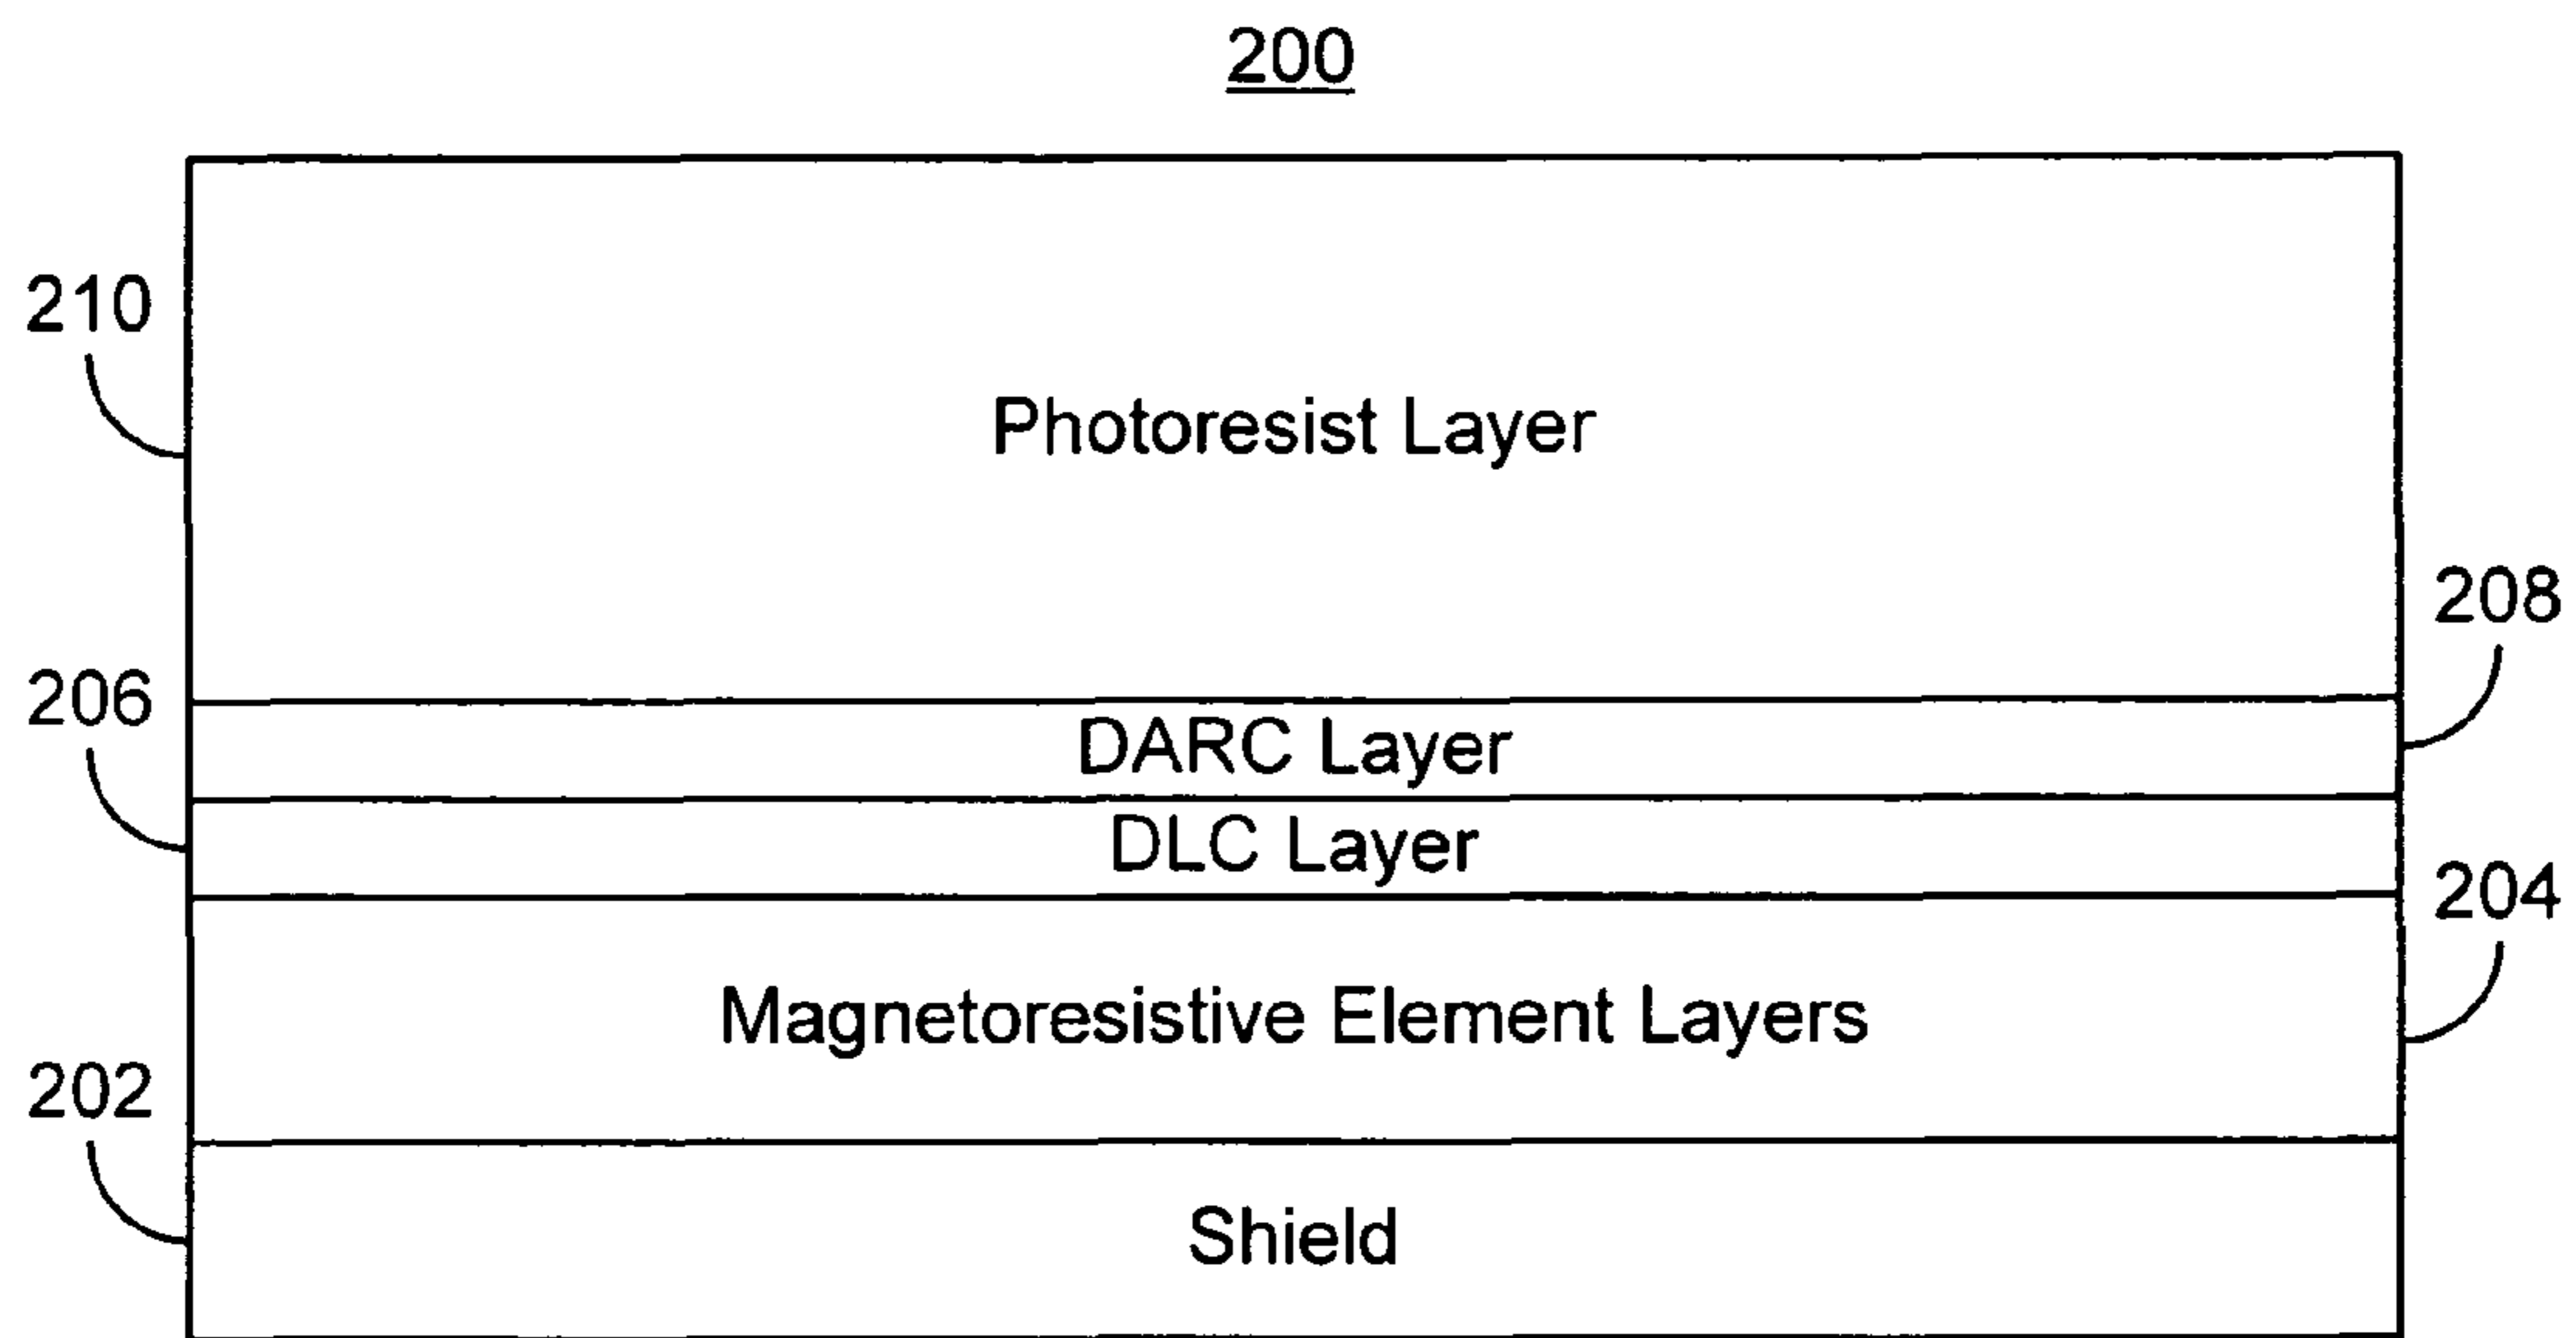 200
210
Photoresist Layer
208
206
DARC Layer
DLC Layer
204
Magnetoresistive Element Layers
202
Shield